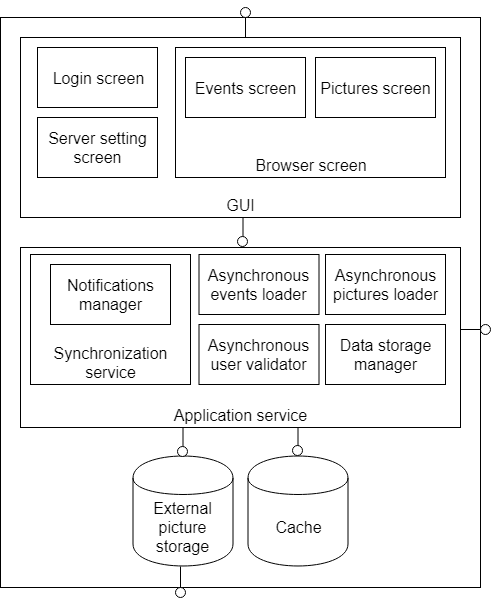 Login screen
Server setting
screen
Events screen
Pictures screen
Browser screen
GUI
Notifications
manager
Synchronization
service
Asynchronous
events loader
Asynchronous
pictures loader
Asynchronous
user validator
Data storage
manager
Application service
External
picture
storage
Cache